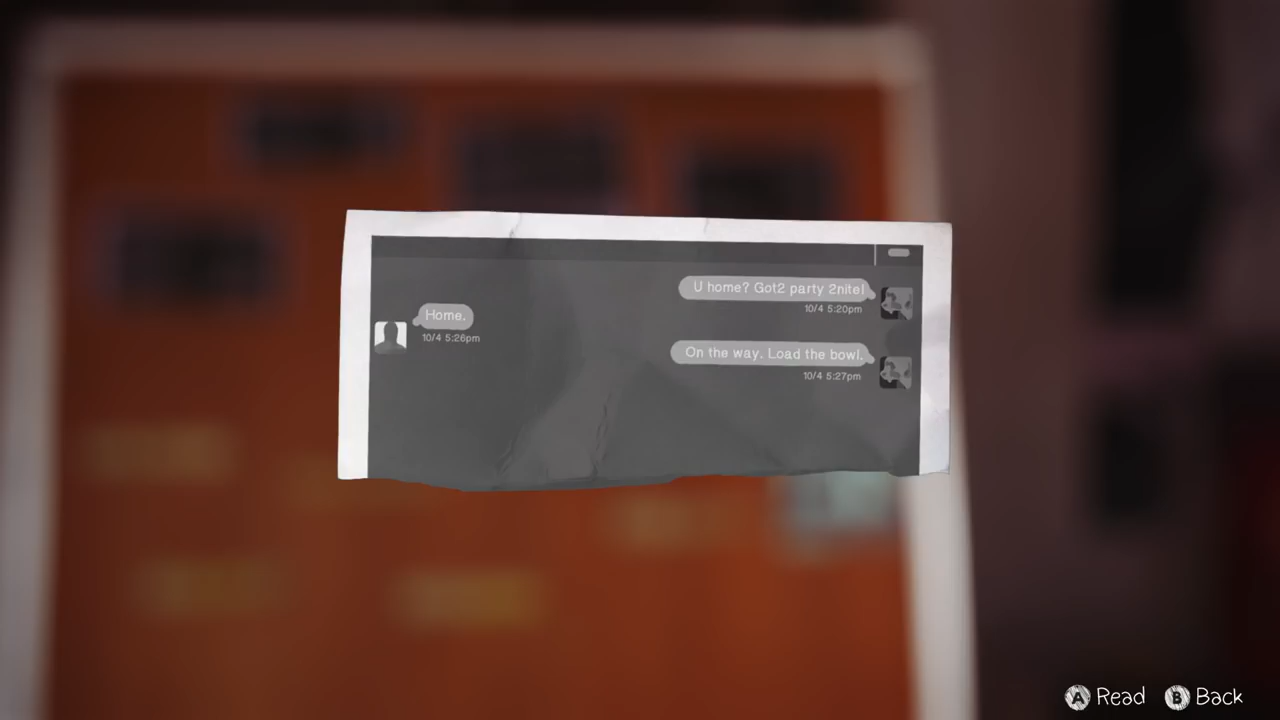 U home? Got2 party 2nite!
10/4 5:20pm
Home.
10/4 5:26pm
On the way. Load the bowl.
10/4 5:27pm
A Read B Back